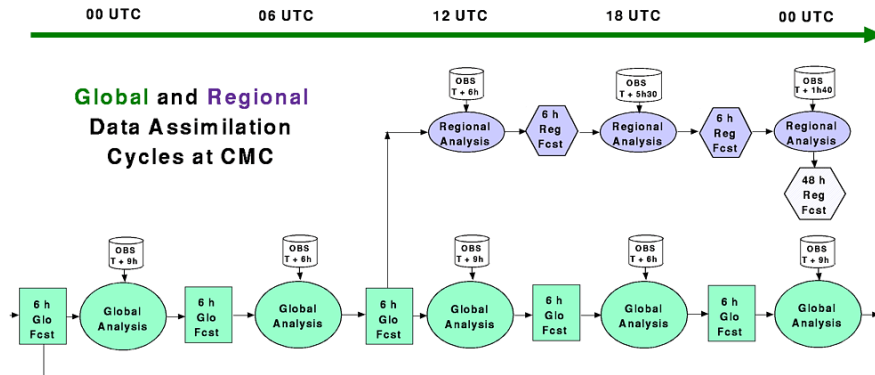 00 UTC 06 UTC 12 UTC 18 UTC 00 UTC
Global and Regional
Data Assimilation
Cycles at CMC
OBS
T + 6h
Regional
Analysis
6 h
Reg
Fcst
OBS
T + 5h30
Regional
Analysis
6 h
Reg
Fcst
OBS
T + 1h40
Regional
Analysis
48 h
Reg
Fcst
6 h
Glo
Fcst
OBS
T + 9h
Global
Analysis
6 h
Glo
Fcst
OBS
T + 6h
Global
Analysis
6 h
Glo
Fcst
OBS
T + 9h
Global
Analysis
6 h
Glo
Fcst
OBS
T + 6h
Global
Analysis
6 h
Glo
Fcst
OBS
T + 9h
Global
Analysis